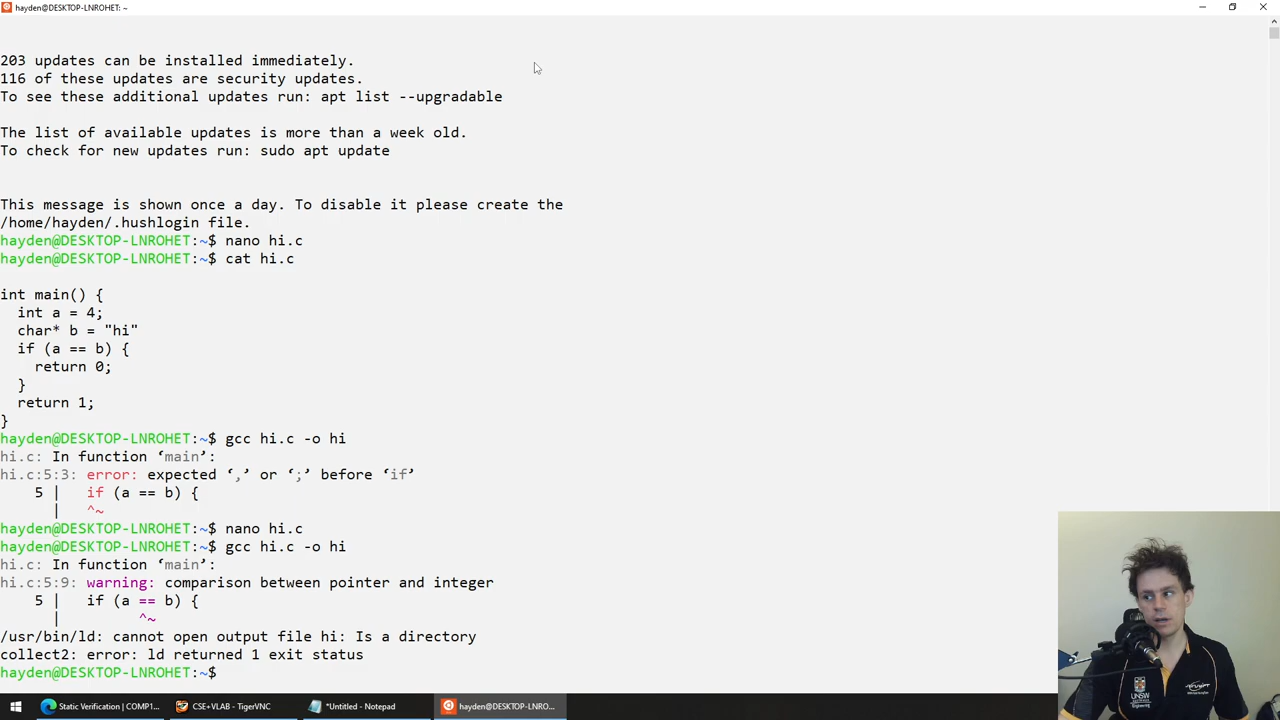 hayden@DESKTOP-LNROHET: ~
203 updates can be installed immediately.
116 of these updates are security updates.
To see these additional updates run: apt list --upgradable
The list of available updates is more than a week old.
To check for new updates run: sudo apt update
This message is shown once a day. To disable it please create the
/home/hayden/.hushlogin file.
hayden@DESKTOP-LNROHET:~$ nano hi.c
hayden@DESKTOP-LNROHET:~$ cat hi.c
int main() {
  int a = 4;
  char* b = "hi"
  if (a == b) {
    return 0;
  }
  return 1;
}
hayden@DESKTOP-LNROHET:~$ gcc hi.c -o hi
hi.c: In function ‘main’:
hi.c:5:3: error: expected ‘,’ or ‘;’ before ‘if’
    5 |   if (a == b) {
      |   ^~
hayden@DESKTOP-LNROHET:~$ nano hi.c
hayden@DESKTOP-LNROHET:~$ gcc hi.c -o hi
hi.c: In function ‘main’:
hi.c:5:9: warning: comparison between pointer and integer
    5 |   if (a == b) {
      |         ^~
/usr/bin/ld: cannot open output file hi: Is a directory
collect2: error: ld returned 1 exit status
hayden@DESKTOP-LNROHET:~$
UNSW
Static Verification | COMP1...
CSE+VLAB - TigerVNC
*Untitled - Notepad
hayden@DESKTOP-LNRO...